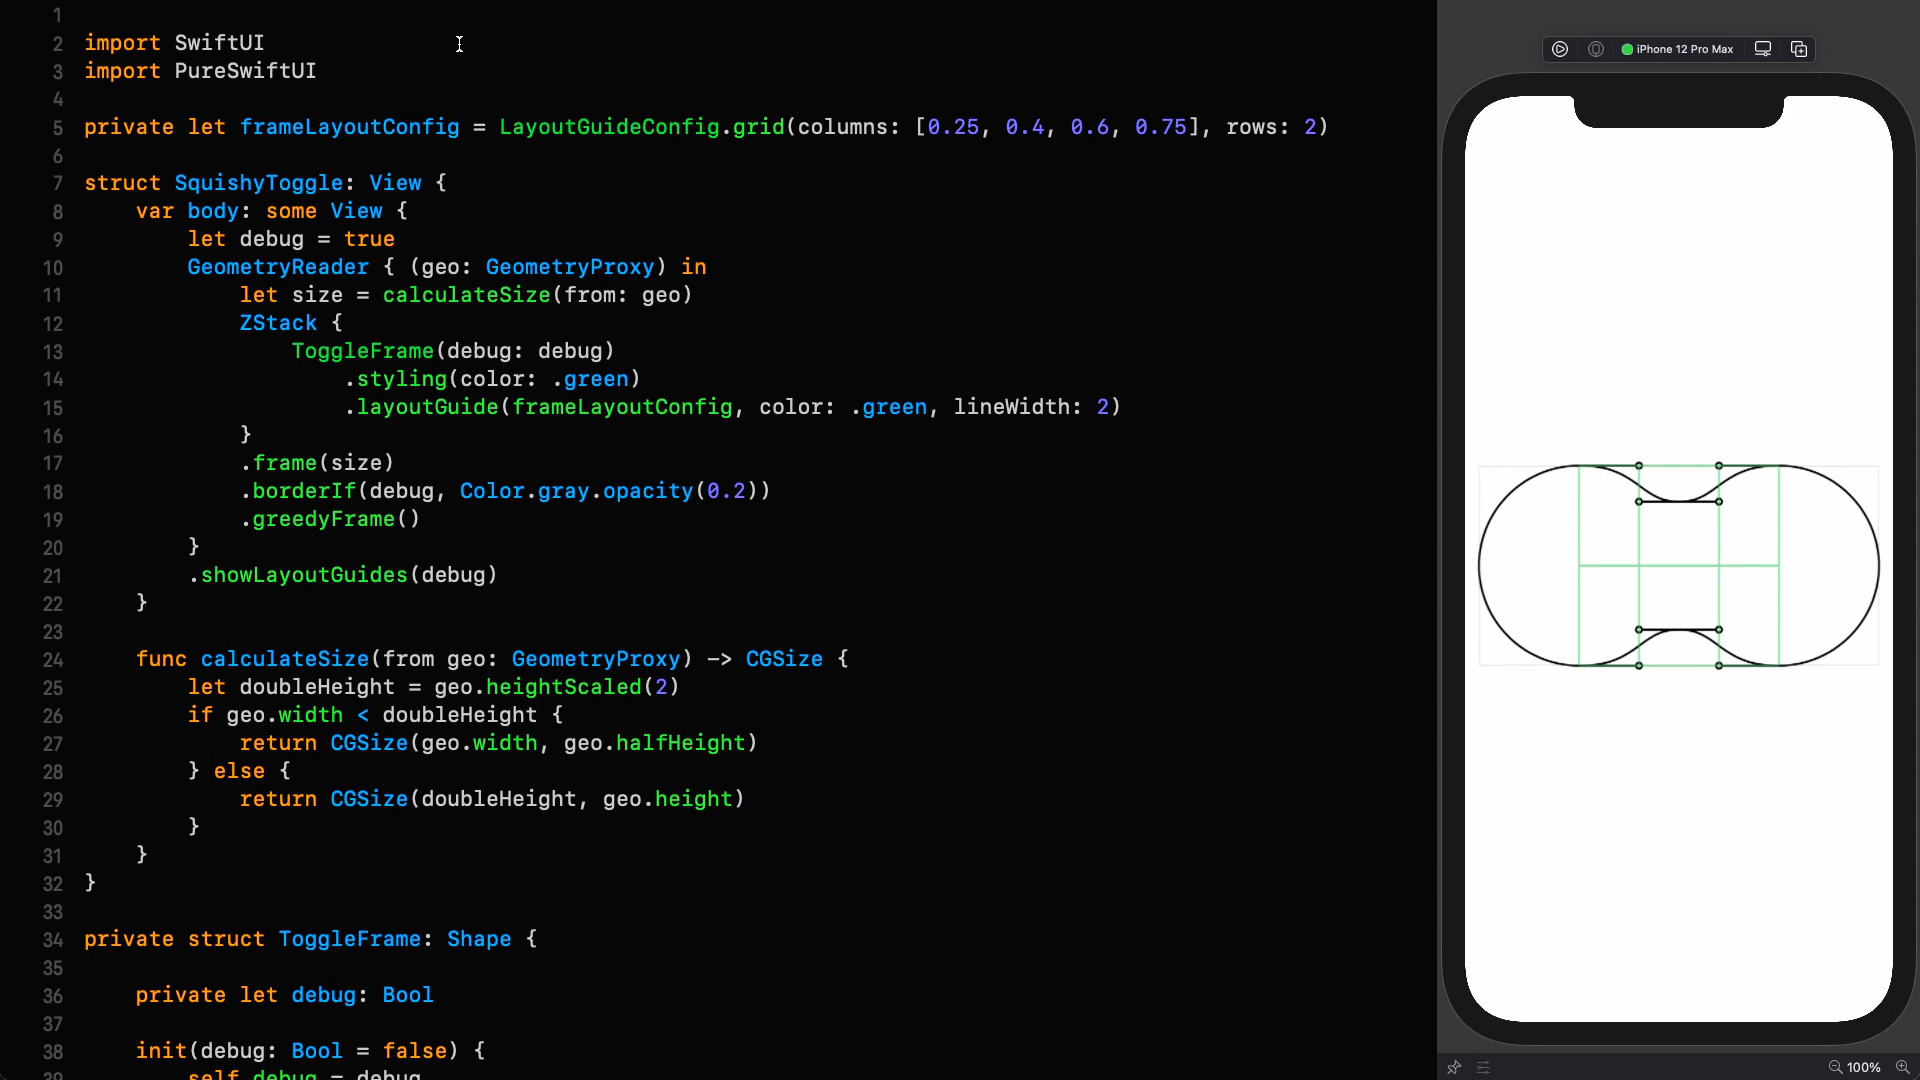 1
2 import SwiftUI
3 import PureSwiftUI
4
5 private let frameLayoutConfig = LayoutGuideConfig.grid(columns: [0.25, 0.4, 0.6, 0.75], rows: 2)
6
7 struct SquishyToggle: View {
8     var body: some View {
9         let debug = true
10         GeometryReader { (geo: GeometryProxy) in
11             let size = calculateSize(from: geo)
12             ZStack {
13                 ToggleFrame(debug: debug)
14                     .styling(color: .green)
15                     .layoutGuide(frameLayoutConfig, color: .green, lineWidth: 2)
16             }
17             .frame(size)
18             .borderIf(debug, Color.gray.opacity(0.2))
19             .greedyFrame()
20         }
21         .showLayoutGuides(debug)
22     }
23
24     func calculateSize(from geo: GeometryProxy) -> CGSize {
25         let doubleHeight = geo.heightScaled(2)
26         if geo.width < doubleHeight {
27             return CGSize(geo.width, geo.halfHeight)
28         } else {
29             return CGSize(doubleHeight, geo.height)
30         }
31     }
32 }
33
34 private struct ToggleFrame: Shape {
35
36     private let debug: Bool
37
38     init(debug: Bool = false) {
39         self.debug = debug
iPhone 12 Pro Max
100%